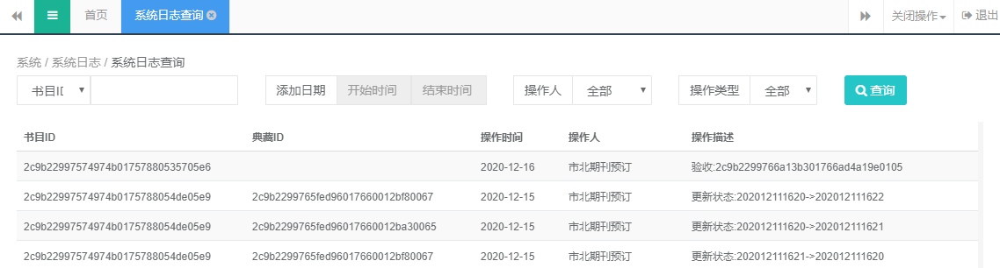 首页 系统日志查询 关闭操作 退出
系统 / 系统日志 / 系统日志查询
书目ID 添加日期 开始时间 结束时间 操作人 全部 操作类型 全部 查询
书目ID 典藏ID 操作时间 操作人 操作描述
2c9b22997574974b01757880535705e6 2020-12-16 市北期刊预订 验收:2c9b2299766a13b301766ad4a19e0105
2c9b22997574974b0175788054de05e9 2c9b2299765fed96017660012bf80067 2020-12-15 市北期刊预订 更新状态:202012111620->202012111622
2c9b22997574974b0175788054de05e9 2c9b2299765fed96017660012ba30065 2020-12-15 市北期刊预订 更新状态:202012111620->202012111621
2c9b22997574974b0175788054de05e9 2c9b2299765fed96017660012bf80067 2020-12-15 市北期刊预订 更新状态:202012111621->202012111620